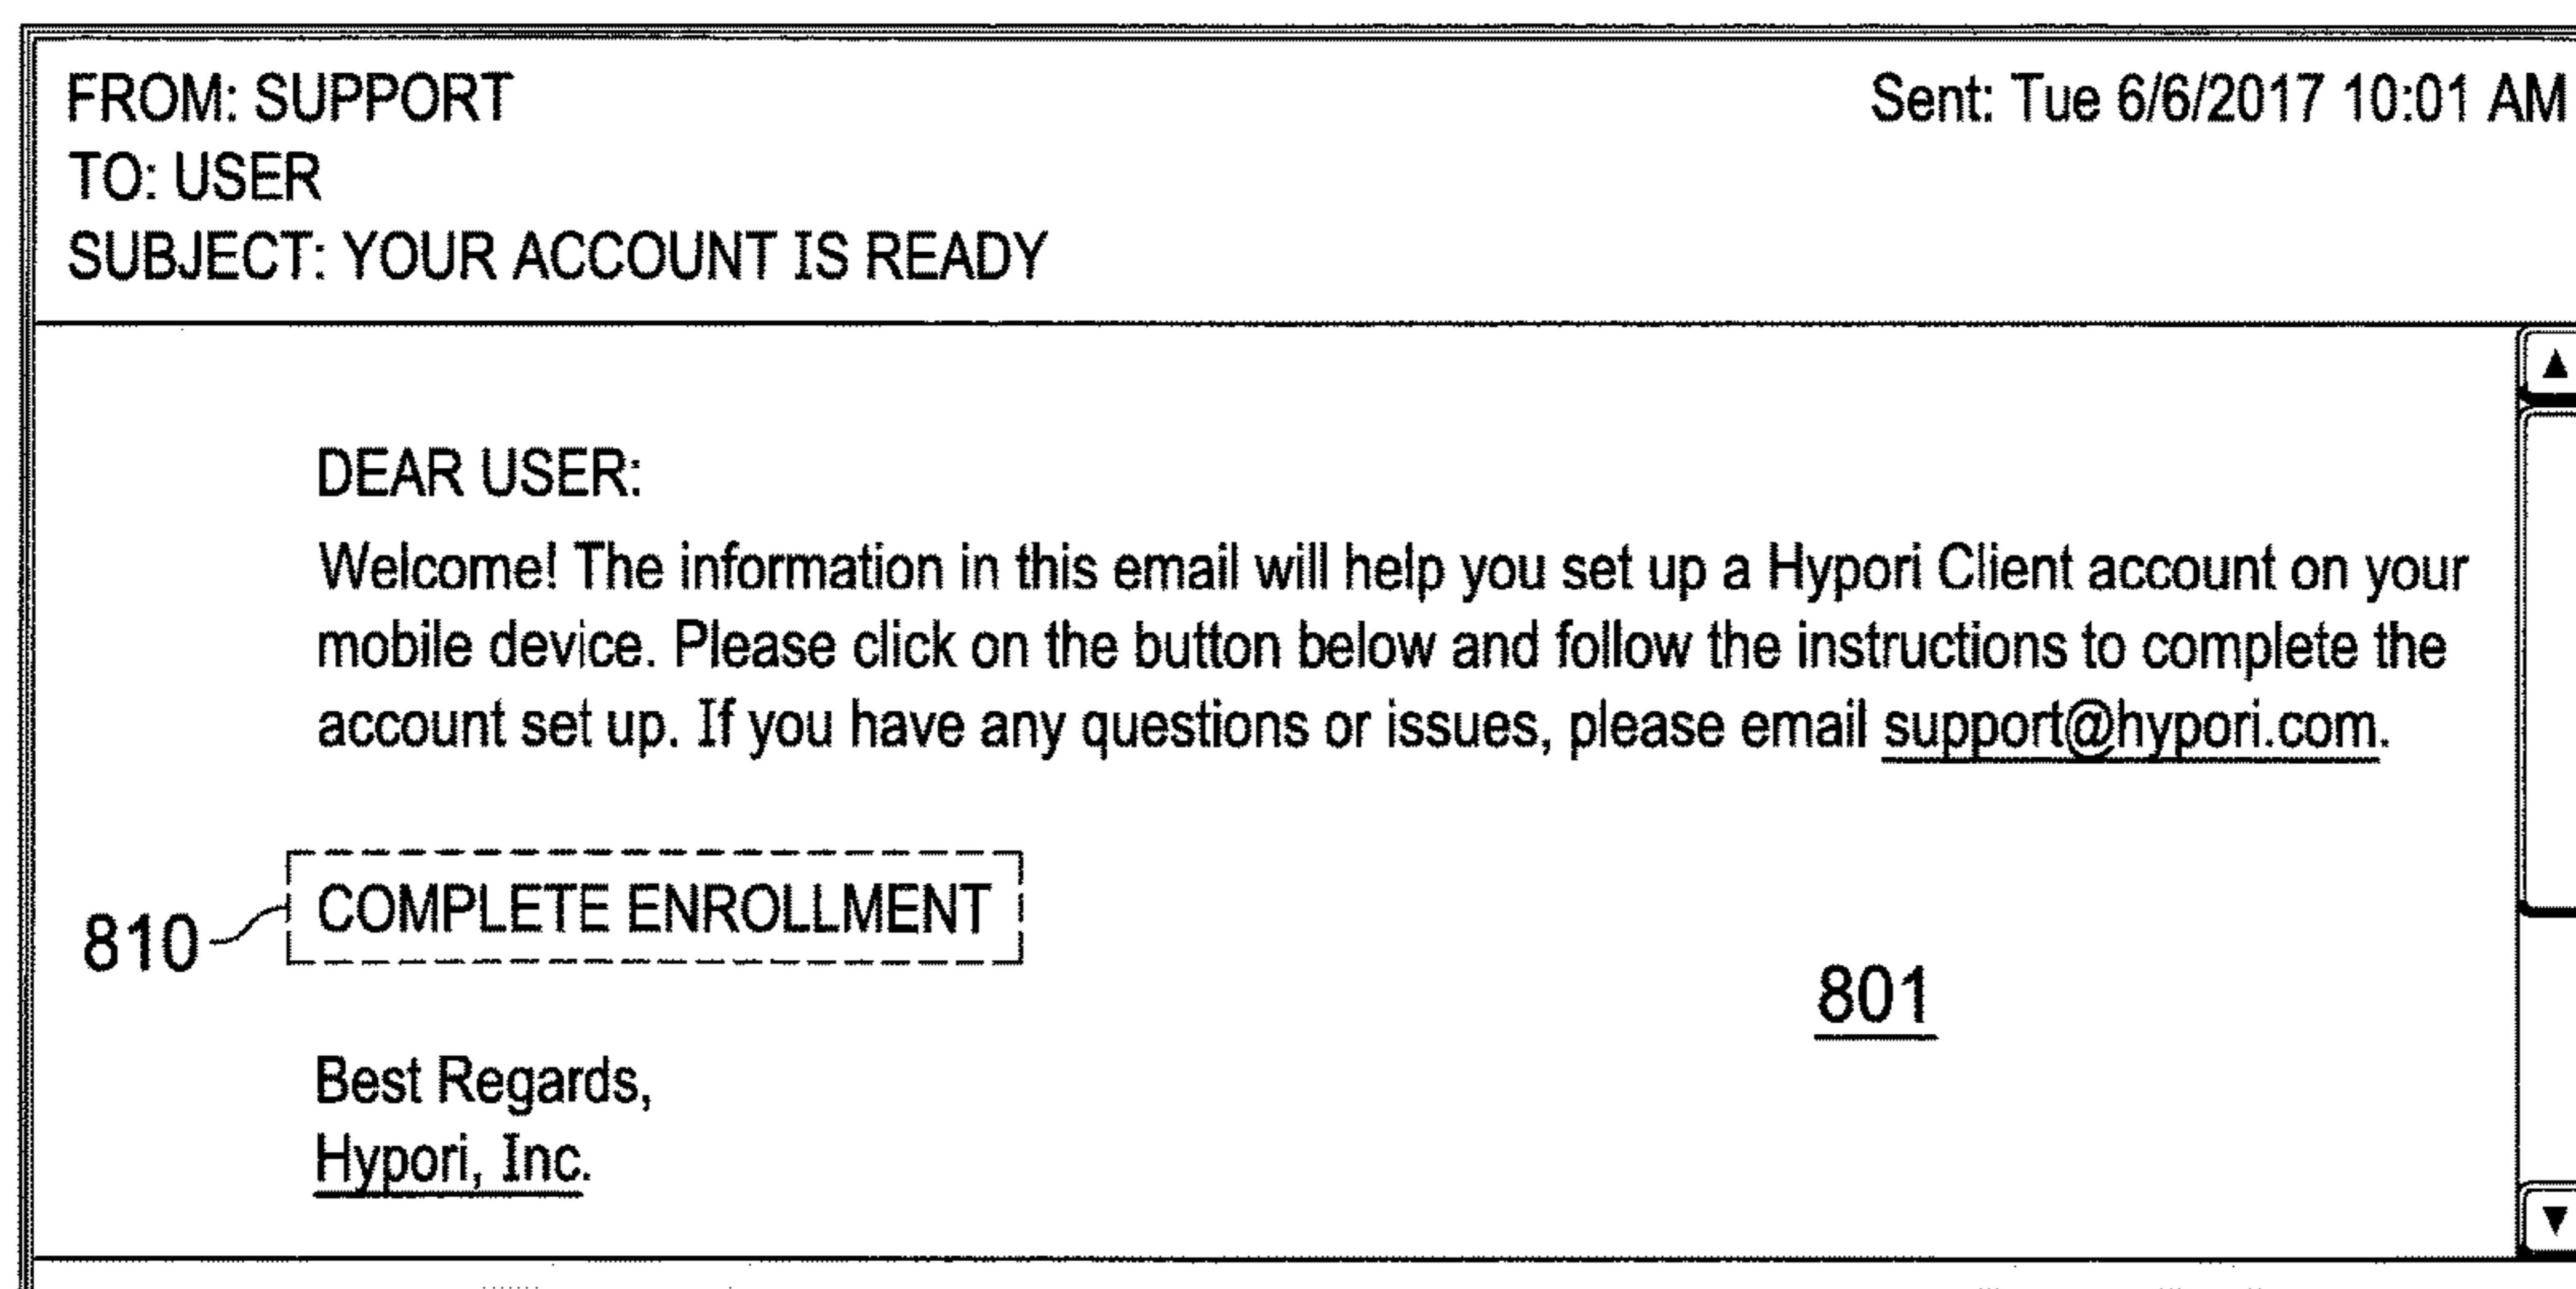 FROM: SUPPORT Sent: Tue 6/6/2017 10:01 AM
TO: USER
SUBJECT: YOUR ACCOUNT IS READY
DEAR USER:
Welcome! The information in this email will help you set up a Hypori Client account on your
mobile device. Please click on the button below and follow the instructions to complete the
account set up. If you have any questions or issues, please email support@hypori.com.
COMPLETE ENROLLMENT
810
801
Best Regards,
Hypori, Inc.